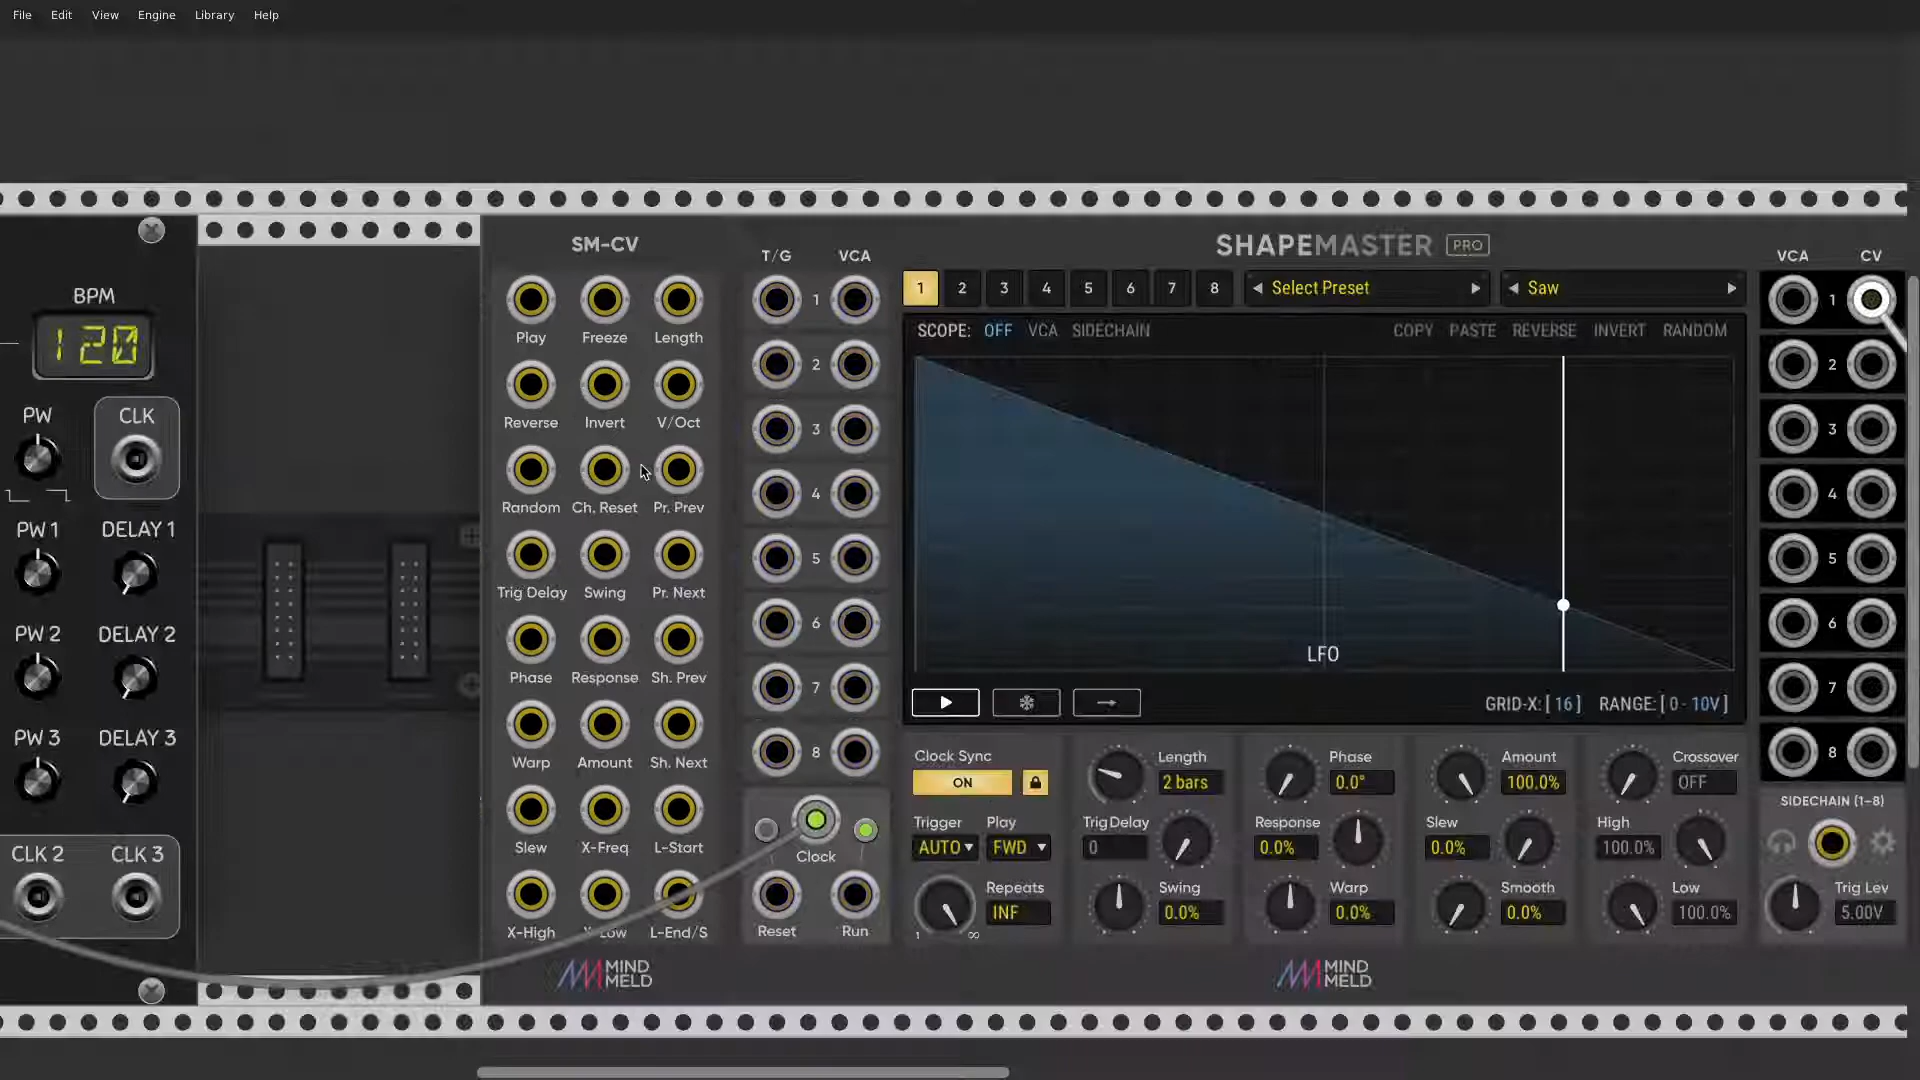 File Edit View Engine Library Help
BPM
120
PW CLK
PW 1 DELAY 1
PW 2 DELAY 2
PW 3 DELAY 3
CLK 2 CLK 3
SM-CV
Play Freeze Length
Reverse Invert V/Oct
Random Ch. Reset Pr. Prev
Trig Delay Swing Pr. Next
Phase Response Sh. Prev
Warp Amount Sh. Next
Slew X-Freq L-Start
X-High X-Low L-End/S
MIND
MELD
T/G VCA
1
2
3
4
5
6
7
8
Clock
Reset Run
SHAPEMASTER PRO
1 2 3 4 5 6 7 8 Select Preset Saw
SCOPE: OFF VCA SIDECHAIN COPY PASTE REVERSE INVERT RANDOM
LFO
GRID-X: [ 16 ] RANGE: [ 0 - 10V ]
Clock Sync
ON
Trigger Play
AUTO FWD
Repeats
INF
1 ∞
Length
2 bars
Trig Delay
0
Swing
0.0%
Phase
0.0°
Response
0.0%
Warp
0.0%
Amount
100.0%
Slew
0.0%
Smooth
0.0%
Crossover
OFF
High
100.0%
Low
100.0%
MIND
MELD
VCA CV
1
2
3
4
5
6
7
8
SIDECHAIN (1-8)
Trig Lev
5.00V